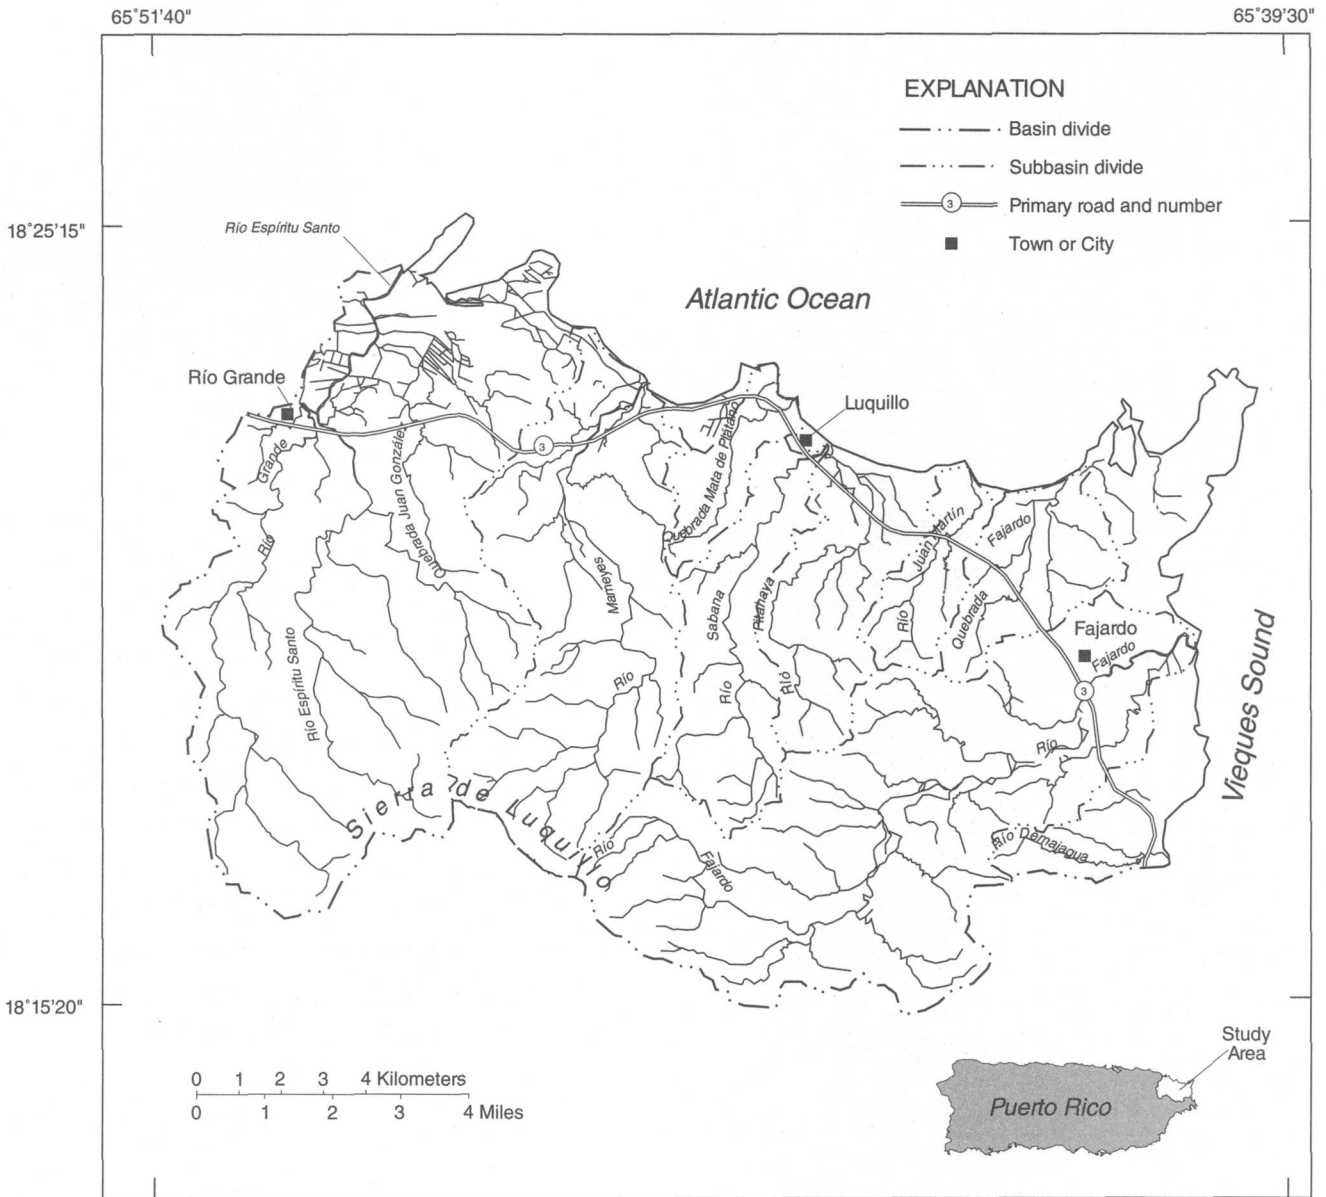 65°51'40"
65°39'30"
EXPLANATION
Basin divide
Subbasin divide
3
Primary road and number
Town or City
18°25'15"
Río Espíritu Santo
Atlantic Ocean
Río Grande
Luquillo
3
Grande
Río
Quebrada Juan González
Quebrada Mata de Plátano
Juan Martín
Río
Fajardo
Quebrada
Mameyes
Río
Sabana
Río
Pitahaya
Río
Río Espíritu Santo
Fajardo
Fajardo
3
Río
Vieques Sound
Sierra de Luquillo
Río
Fajardo
Río Demajagua
18°15'20"
0 1 2 3 4 Kilometers
0 1 2 3 4 Miles
Study
Area
Puerto Rico